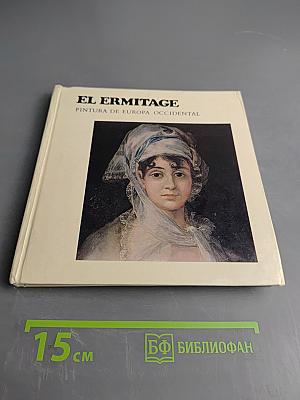 EL ERMITAGE
PINTURA DE EUROPA OCCIDENTAL
15 см
БФ БИБЛИОФАН